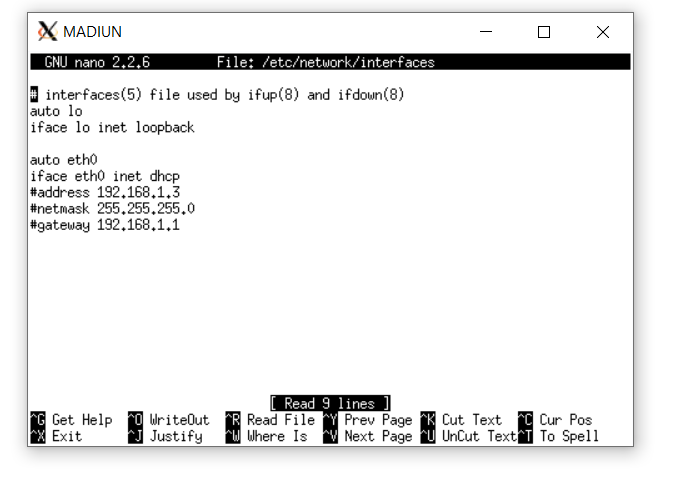 MADIUN
GNU nano 2.2.6 File: /etc/network/interfaces
# interfaces(5) file used by ifup(8) and ifdown(8)
auto lo
iface lo inet loopback
auto eth0
iface eth0 inet dhcp
#address 192.168.1.3
#netmask 255.255.255.0
#gateway 192.168.1.1
[ Read 9 lines ]
^G Get Help ^O WriteOut ^R Read File ^Y Prev Page ^K Cut Text ^C Cur Pos
^X Exit ^J Justify ^W Where Is ^V Next Page ^U UnCut Text ^T To Spell